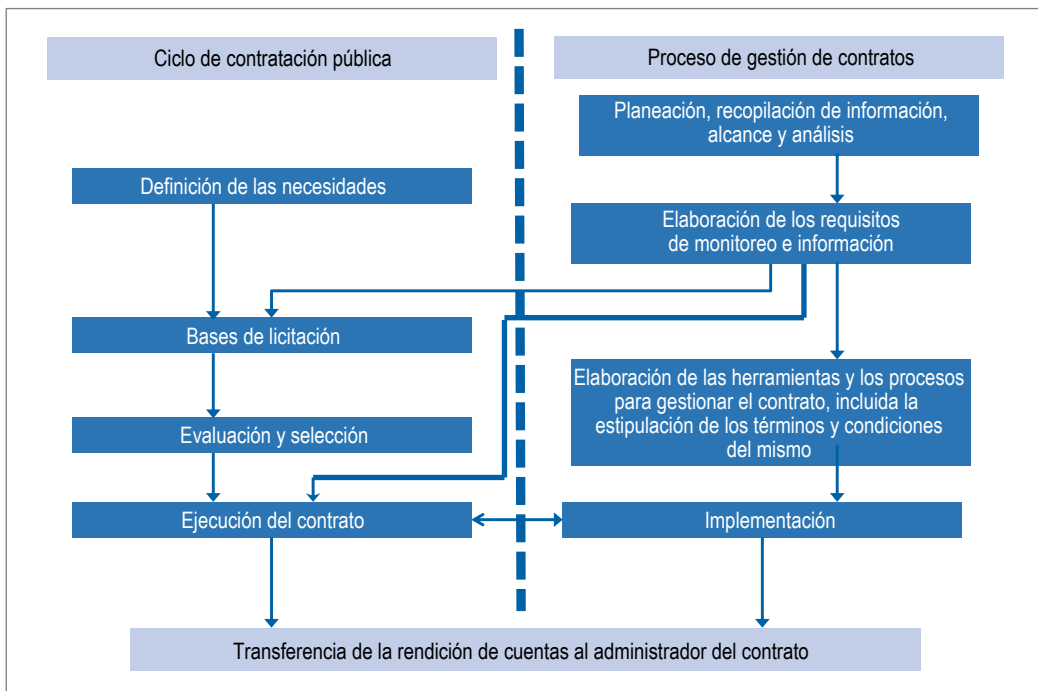 Ciclo de contratación pública
Definición de las necesidades
Bases de licitación
Evaluación y selección
Ejecución del contrato
Proceso de gestión de contratos
Planeación, recopilación de información,
alcance y análisis
Elaboración de los requisitos
de monitoreo e información
Elaboración de las herramientas y los procesos
para gestionar el contrato, incluida la
estipulación de los términos y condiciones
del mismo
Implementación
Transferencia de la rendición de cuentas al administrador del contrato